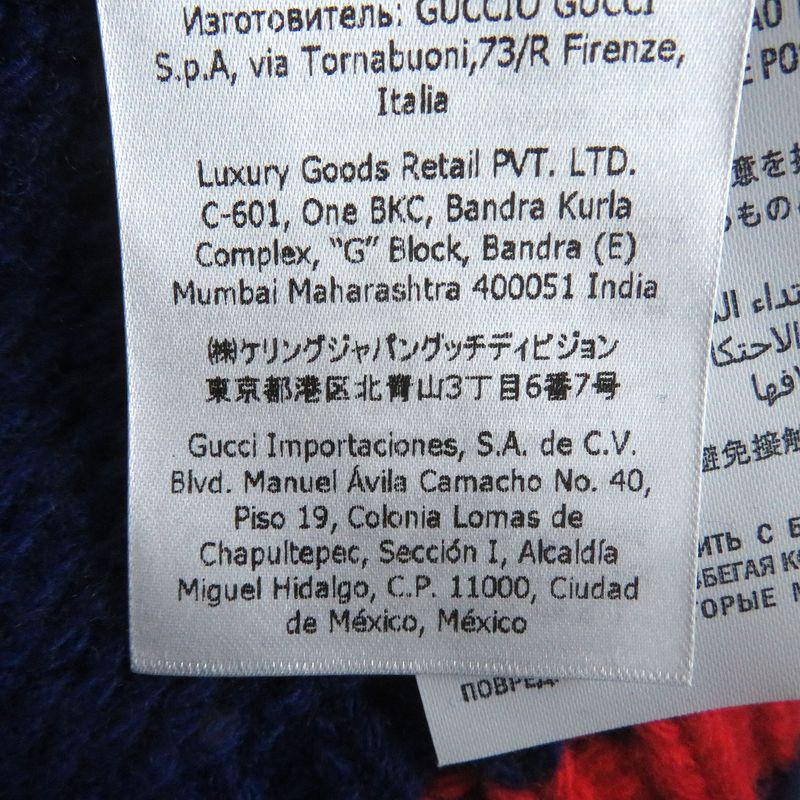 Изготовитель: GUCCIO GUCCI
S.p.A, via Tornabuoni,73/R Firenze,
Italia
Luxury Goods Retail PVT. LTD.
C-601, One BKC, Bandra Kurla
Complex, “G” Block, Bandra (E)
Mumbai Maharashtra 400051 India
㈱ケリングジャパングッチディビジョン
東京都港区北青山3丁目6番7号
Gucci Importaciones, S.A. de C.V.
Blvd. Manuel Ávila Camacho No. 40,
Piso 19, Colonia Lomas de
Chapultepec, Sección I, Alcaldía
Miguel Hidalgo, C.P. 11000, Ciudad
de México, México
避免接触
С